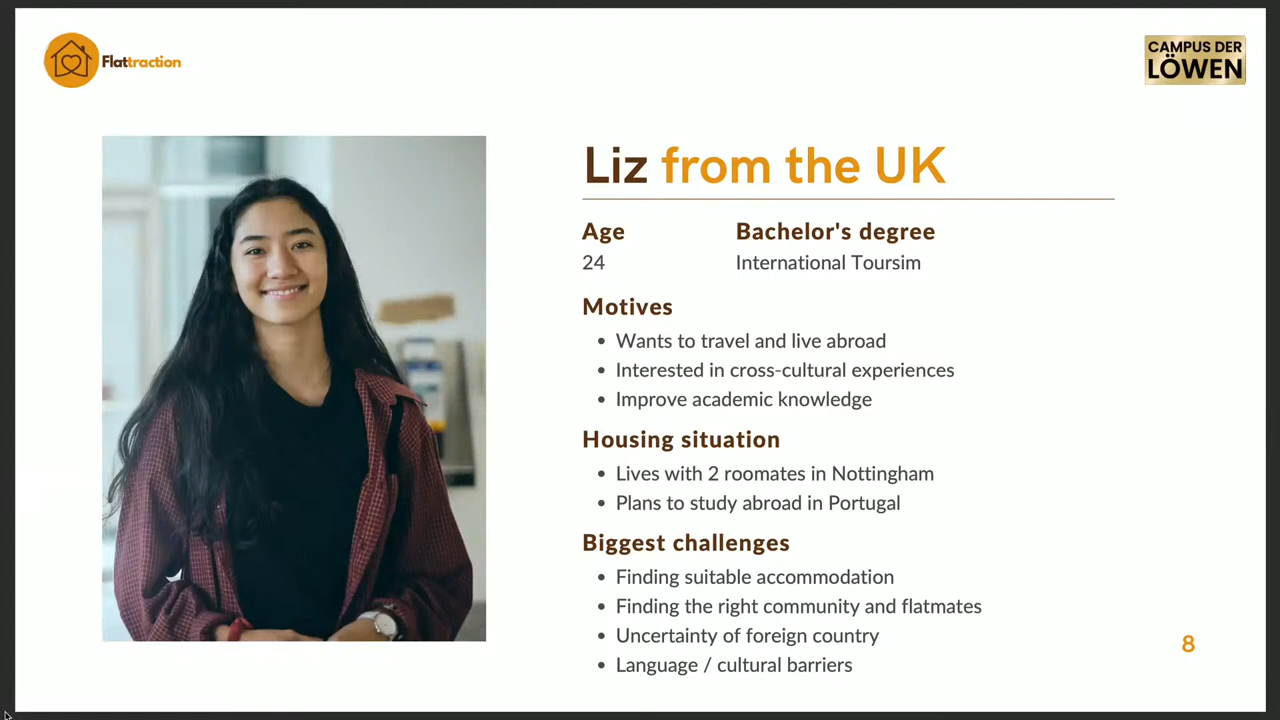 Flattraction
CAMPUS DER
LÖWEN
Liz from the UK
Age
Bachelor's degree
24
International Toursim
Motives
• Wants to travel and live abroad
• Interested in cross-cultural experiences
• Improve academic knowledge
Housing situation
• Lives with 2 roomates in Nottingham
• Plans to study abroad in Portugal
Biggest challenges
• Finding suitable accommodation
• Finding the right community and flatmates
• Uncertainty of foreign country
• Language / cultural barriers
8